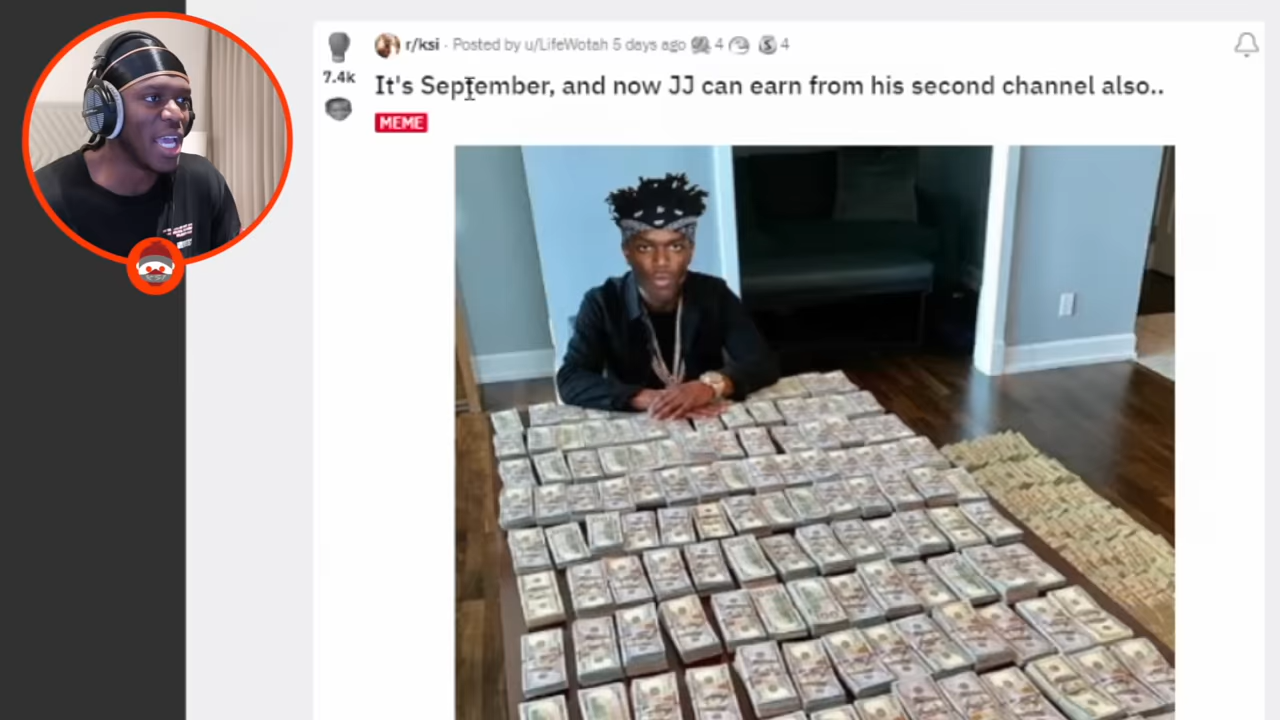 r/ksi · Posted by u/LifeWotah 5 days ago 4 4
7.4k
It's September, and now JJ can earn from his second channel also..
MEME